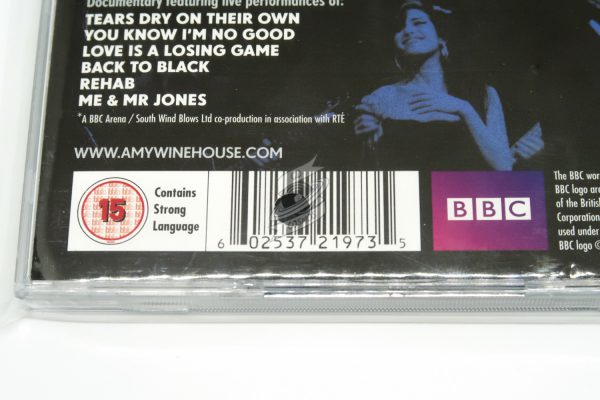 Documentary featuring live performances of:
TEARS DRY ON THEIR OWN
YOU KNOW I'M NO GOOD
LOVE IS A LOSING GAME
BACK TO BLACK
REHAB
ME & MR JONES
*A BBC Arena / South Wind Blows Ltd co-production in association with RTÉ
WWW.AMYWINEHOUSE.COM
15
Contains
Strong
Language
6 02537 21973 5
BBC
The BBC wor
BBC logo are
of the British
Corporation
used under
BBC logo ©